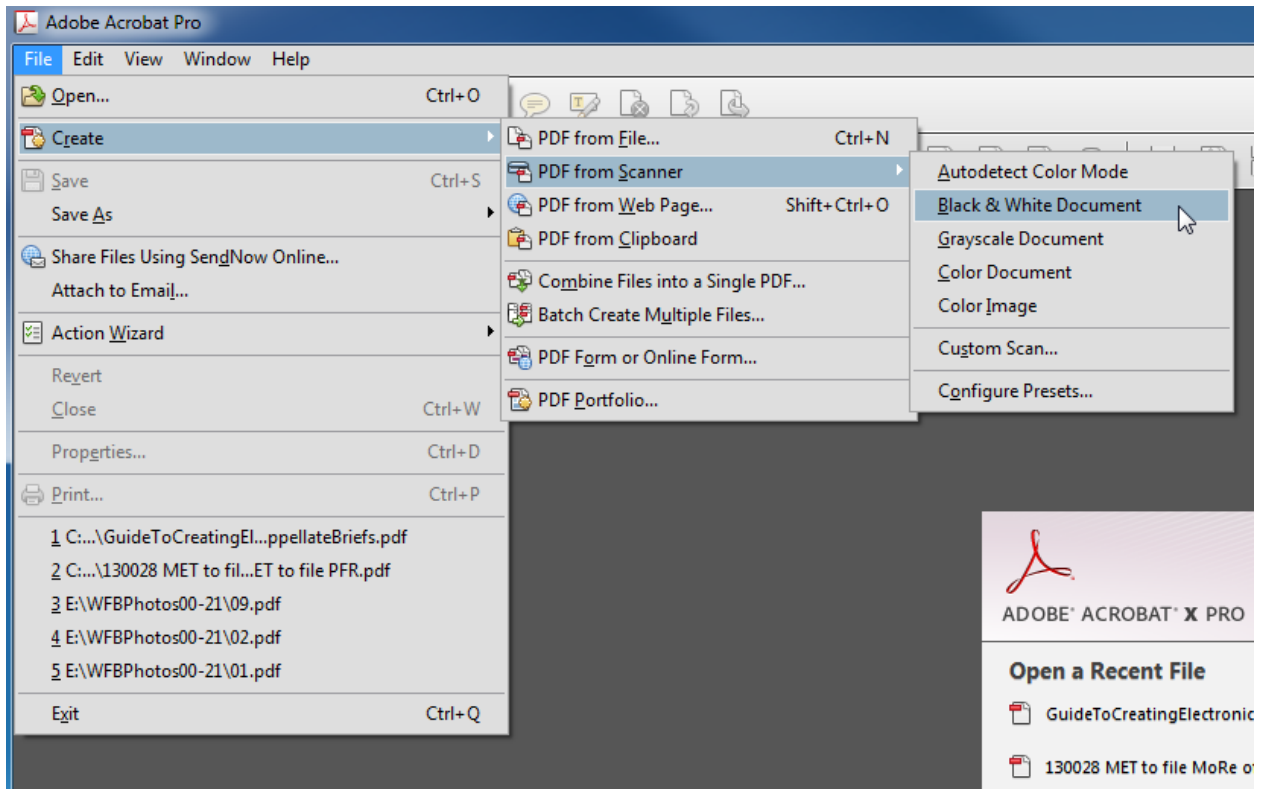 Adobe Acrobat Pro
File Edit View Window Help
Open... Ctrl+O
Create
Save Ctrl+S
Save As
Share Files Using SendNow Online...
Attach to Email...
Action Wizard
Revert
Close Ctrl+W
Properties... Ctrl+D
Print... Ctrl+P
1 C:...\GuideToCreatingEl...ppellateBriefs.pdf
2 C:...\130028 MET to fil...ET to file PFR.pdf
3 E:\WFBPhotos00-21\09.pdf
4 E:\WFBPhotos00-21\02.pdf
5 E:\WFBPhotos00-21\01.pdf
Exit Ctrl+Q
PDF from File... Ctrl+N
PDF from Scanner
PDF from Web Page... Shift+Ctrl+O
PDF from Clipboard
Combine Files into a Single PDF...
Batch Create Multiple Files...
PDF Form or Online Form...
PDF Portfolio...
Autodetect Color Mode
Black & White Document
Grayscale Document
Color Document
Color Image
Custom Scan...
Configure Presets...
ADOBE® ACROBAT® X PRO
Open a Recent File
GuideToCreatingElectronic
130028 MET to file MoRe o